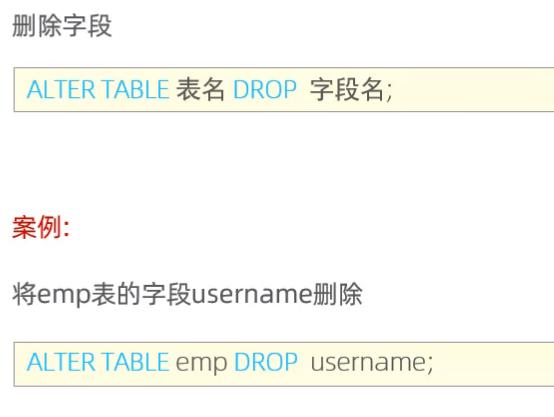 删除字段
ALTER TABLE 表名 DROP 字段名;
案例:
将emp表的字段username删除
ALTER TABLE emp DROP username;